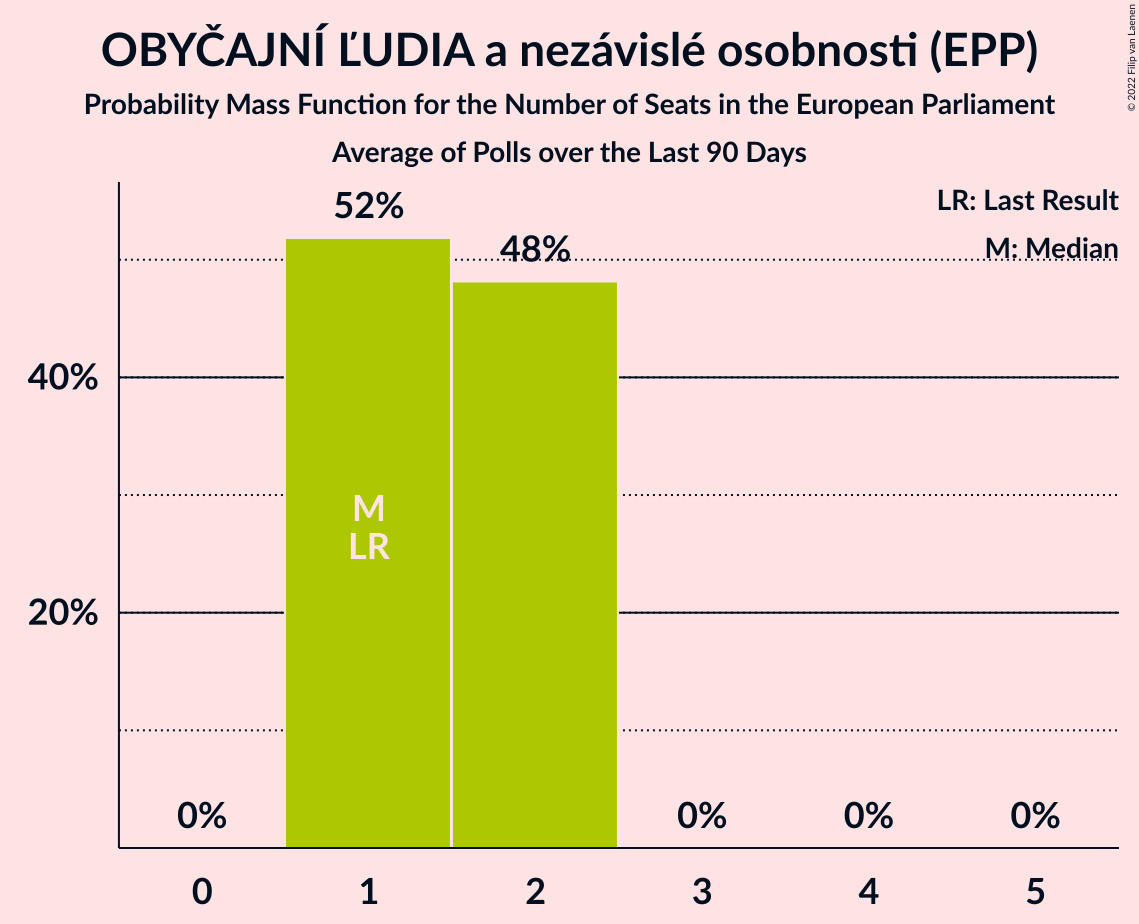 OBYČAJNÍ ĽUDIA a nezávislé osobnosti (EPP)
Probability Mass Function for the Number of Seats in the European Parliament
Average of Polls over the Last 90 Days
© 2022 Filip van Laenen
LR: Last Result
M: Median
52%
48%
40%
20%
M
LR
0%
0%
0%
0%
0
1
2
3
4
5